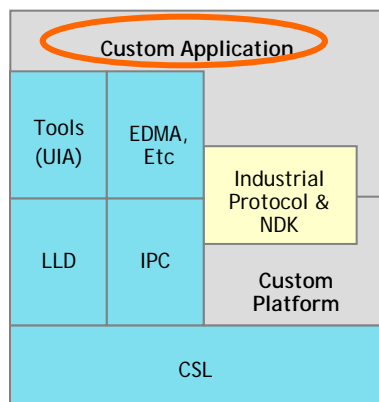 Custom Application
Tools
(UIA)
EDMA,
Etc
Industrial
Protocol &
NDK
LLD
IPC
Custom
Platform
CSL